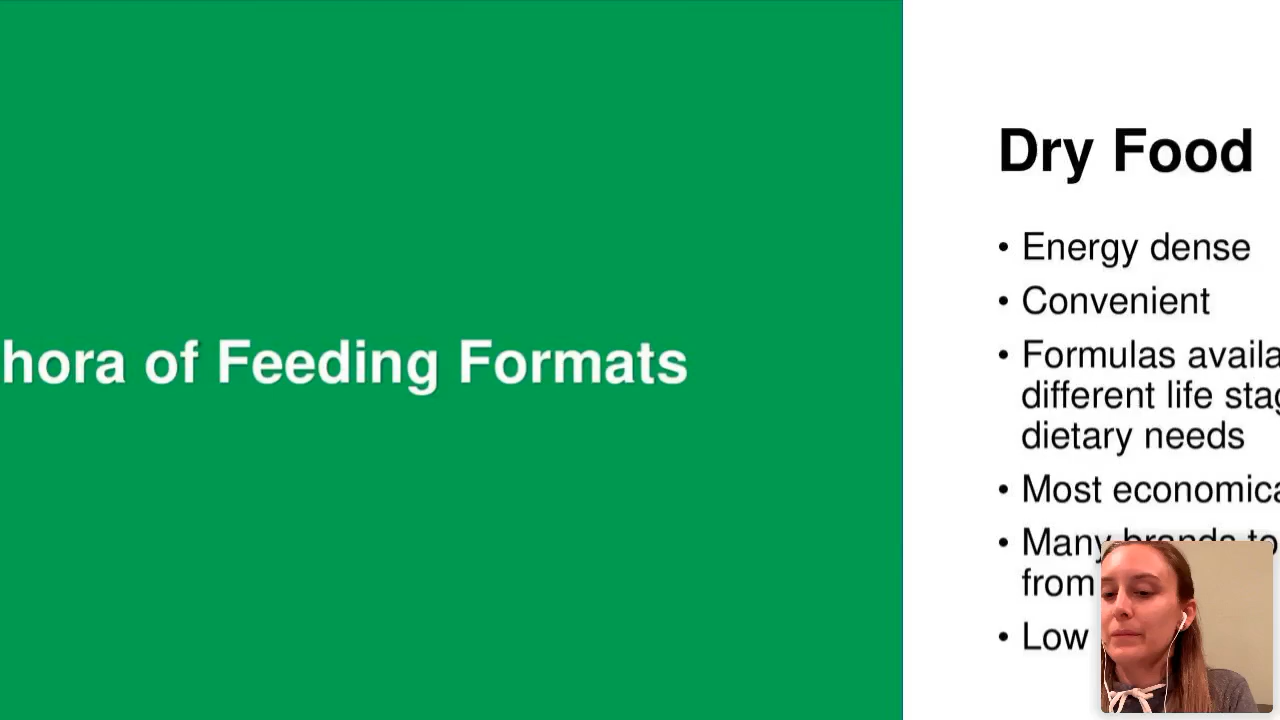 hora of Feeding Formats
Dry Food
• Energy dense
• Convenient
• Formulas availa
different life stag
dietary needs
• Most economica
• Many brands to
from
• Low